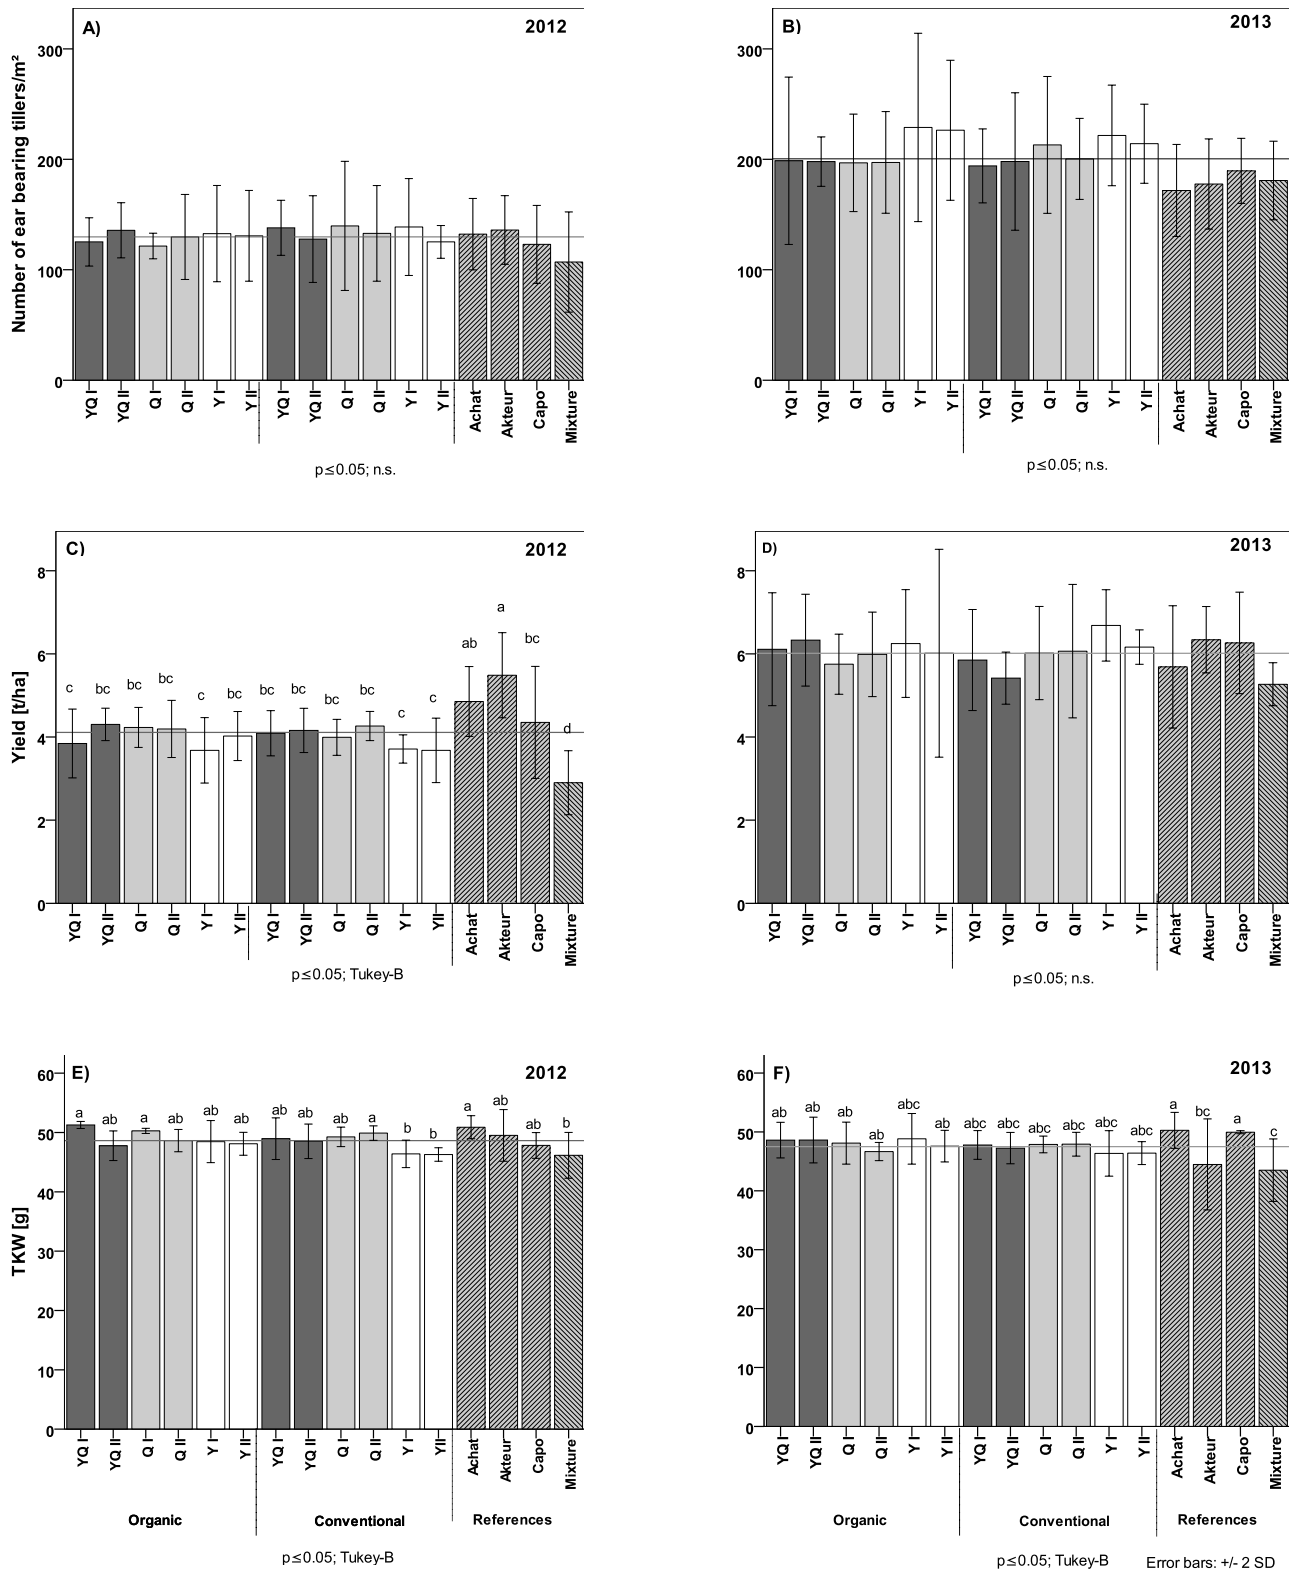 A)
2012
Number of ear bearing tillers/m²
300
200
100
0
YQ I
YQ II
Q I
Q II
Y I
Y II
YQ I
YQ II
Q I
Q II
Y I
Y II
Achat
Akteur
Capo
Mixture
p≤0.05; n.s.
B)
2013
300
200
100
0
YQ I
YQ II
Q I
Q II
Y I
Y II
YQ I
YQ II
Q I
Q II
Y I
Y II
Achat
Akteur
Capo
Mixture
p≤0.05; n.s.
C)
2012
Yield [t/ha]
8
6
4
2
0
c
bc
bc
bc
c
bc
bc
bc
bc
bc
c
c
ab
a
bc
d
YQ I
YQ II
Q I
Q II
Y I
Y II
YQ I
YQ II
Q I
Q II
Y I
Y II
Achat
Akteur
Capo
Mixture
p≤0.05; Tukey-B
D)
2013
8
6
4
2
0
YQ I
YQ II
Q I
Q II
Y I
Y II
YQ I
YQ II
Q I
Q II
Y I
Y II
Achat
Akteur
Capo
Mixture
p≤0.05; n.s.
E)
2012
TKW [g]
60
50
40
30
20
10
0
a
ab
a
ab
ab
ab
ab
ab
ab
a
b
b
a
ab
ab
b
YQ I
YQ II
Q I
Q II
Y I
Y II
YQ I
YQ II
Q I
Q II
Y I
YII
Achat
Akteur
Capo
Mixture
Organic
Conventional
References
p≤0.05; Tukey-B
F)
2013
60
50
40
30
20
10
0
ab
ab
ab
ab
abc
ab
abc
abc
abc
abc
abc
abc
a
bc
a
c
YQ I
YQ II
Q I
Q II
Y I
Y II
YQ I
YQ II
Q I
Q II
Y I
Y II
Achat
Akteur
Capo
Mixture
Organic
Conventional
References
p≤0.05; Tukey-B
Error bars: +/- 2 SD